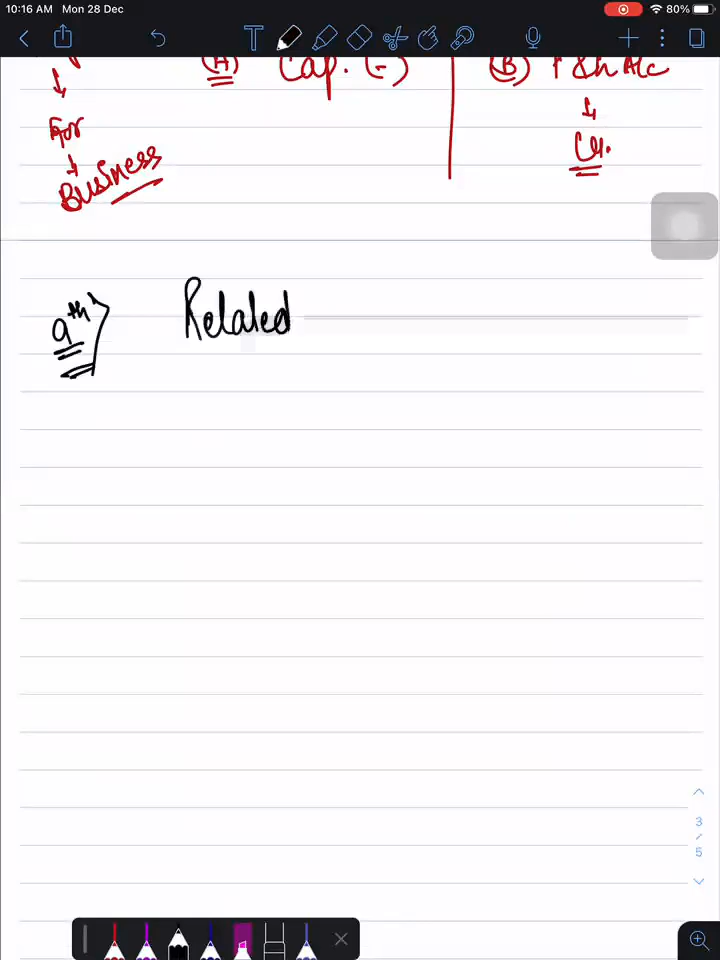 10:16 AM Mon 28 Dec 80%
(A) Cap. (-) (B) P & L A/c
↓ For
↓ Cr.
Business
9th Related
3
5